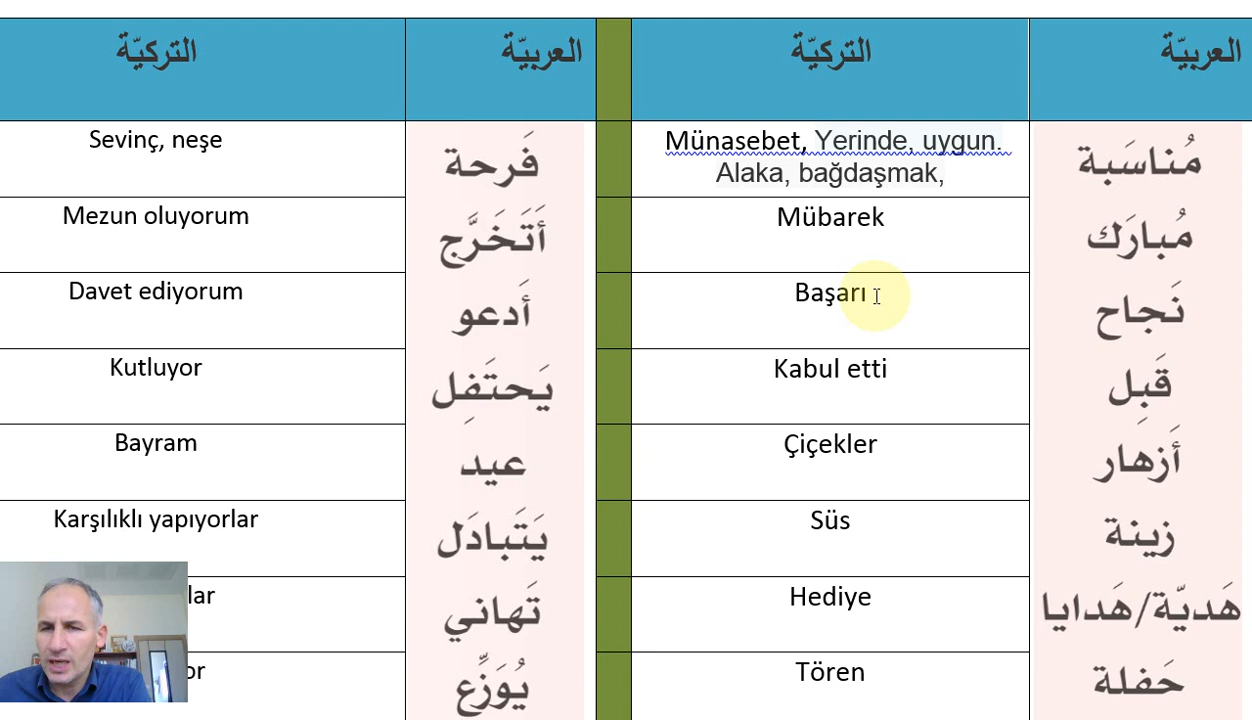 العربيّة التركيّة العربيّة التركيّة
مُناسَبة Münasebet, Yerinde, uygun. فَرحة Sevinç, neşe
Alaka, bağdaşmak,
مُبارَك Mübarek أَتَخَرَّج Mezun oluyorum
نَجاح Başarı أَدعو Davet ediyorum
قَبِل Kabul etti يَحتَفِل Kutluyor
أَزهار Çiçekler عيد Bayram
زينة Süs يَتَبادَل Karşılıklı yapıyorlar
هَديّة/هَدايا Hediye تَهاني lar
حَفلة Tören يُوَزِّع or